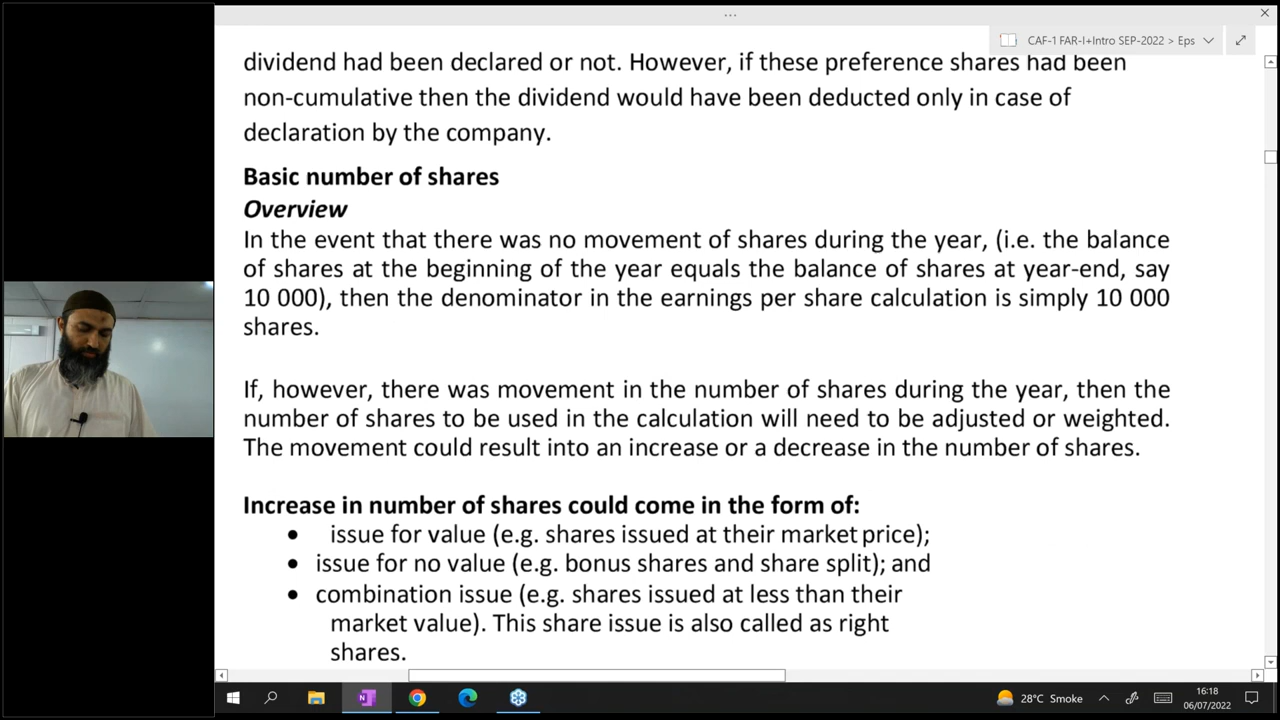 CAF-1 FAR-I+Intro SEP-2022 > Eps
dividend had been declared or not. However, if these preference shares had been
non-cumulative then the dividend would have been deducted only in case of
declaration by the company.
Basic number of shares
Overview
In the event that there was no movement of shares during the year, (i.e. the balance
of shares at the beginning of the year equals the balance of shares at year-end, say
10 000), then the denominator in the earnings per share calculation is simply 10 000
shares.
If, however, there was movement in the number of shares during the year, then the
number of shares to be used in the calculation will need to be adjusted or weighted.
The movement could result into an increase or a decrease in the number of shares.
Increase in number of shares could come in the form of:
• issue for value (e.g. shares issued at their market price);
• issue for no value (e.g. bonus shares and share split); and
• combination issue (e.g. shares issued at less than their
market value). This share issue is also called as right
shares.
28°C Smoke
16:18
06/07/2022